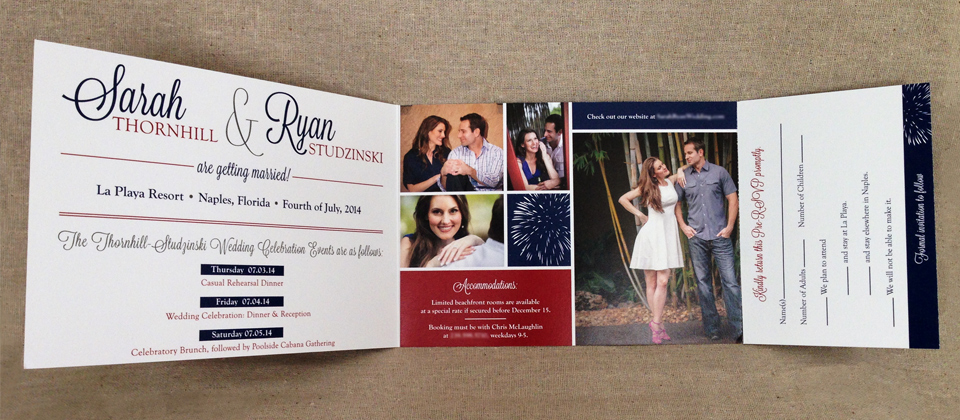 Sarah & Ryan
THORNHILL STUDZINSKI
are getting married!
La Playa Resort • Naples, Florida • Fourth of July, 2014
The Thornhill-Studzinski Wedding Celebration Events are as follows:
Thursday 07.03.14
Casual Rehearsal Dinner
Friday 07.04.14
Wedding Celebration: Dinner & Reception
Saturday 07.05.14
Celebratory Brunch, followed by Poolside Cabana Gathering
Accommodations:
Limited beachfront rooms are available
at a special rate if secured before December 15.
Booking must be with Chris McLaughlin
at weekdays 9-5.
Check out our website at
Kindly return this Pre-RSVP promptly.
Name(s)
Number of Adults Number of Children
We plan to attend
and stay at La Playa.
and stay elsewhere in Naples.
We will not be able to make it.
Formal invitation to follow